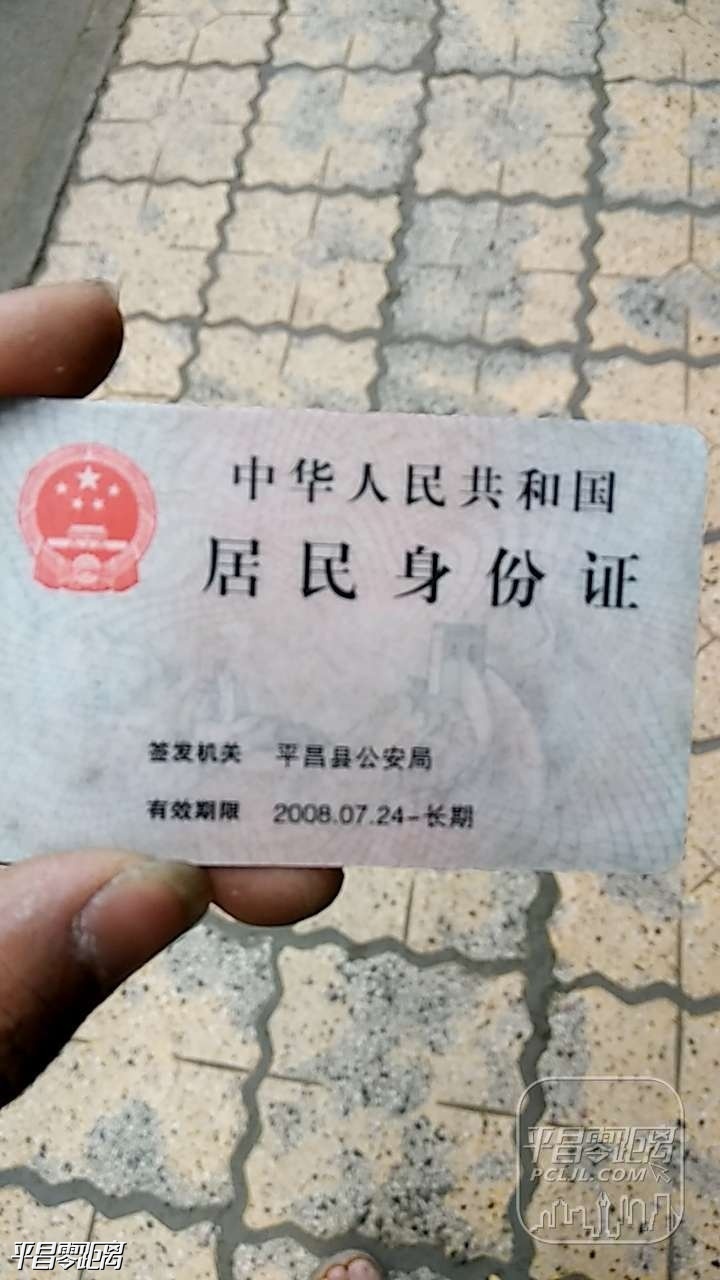 中华人民共和国
居民身份证
签发机关 平昌县公安局
有效期限 2008.07.24-长期
平昌零距离
PCLJL.COM
平昌零距离